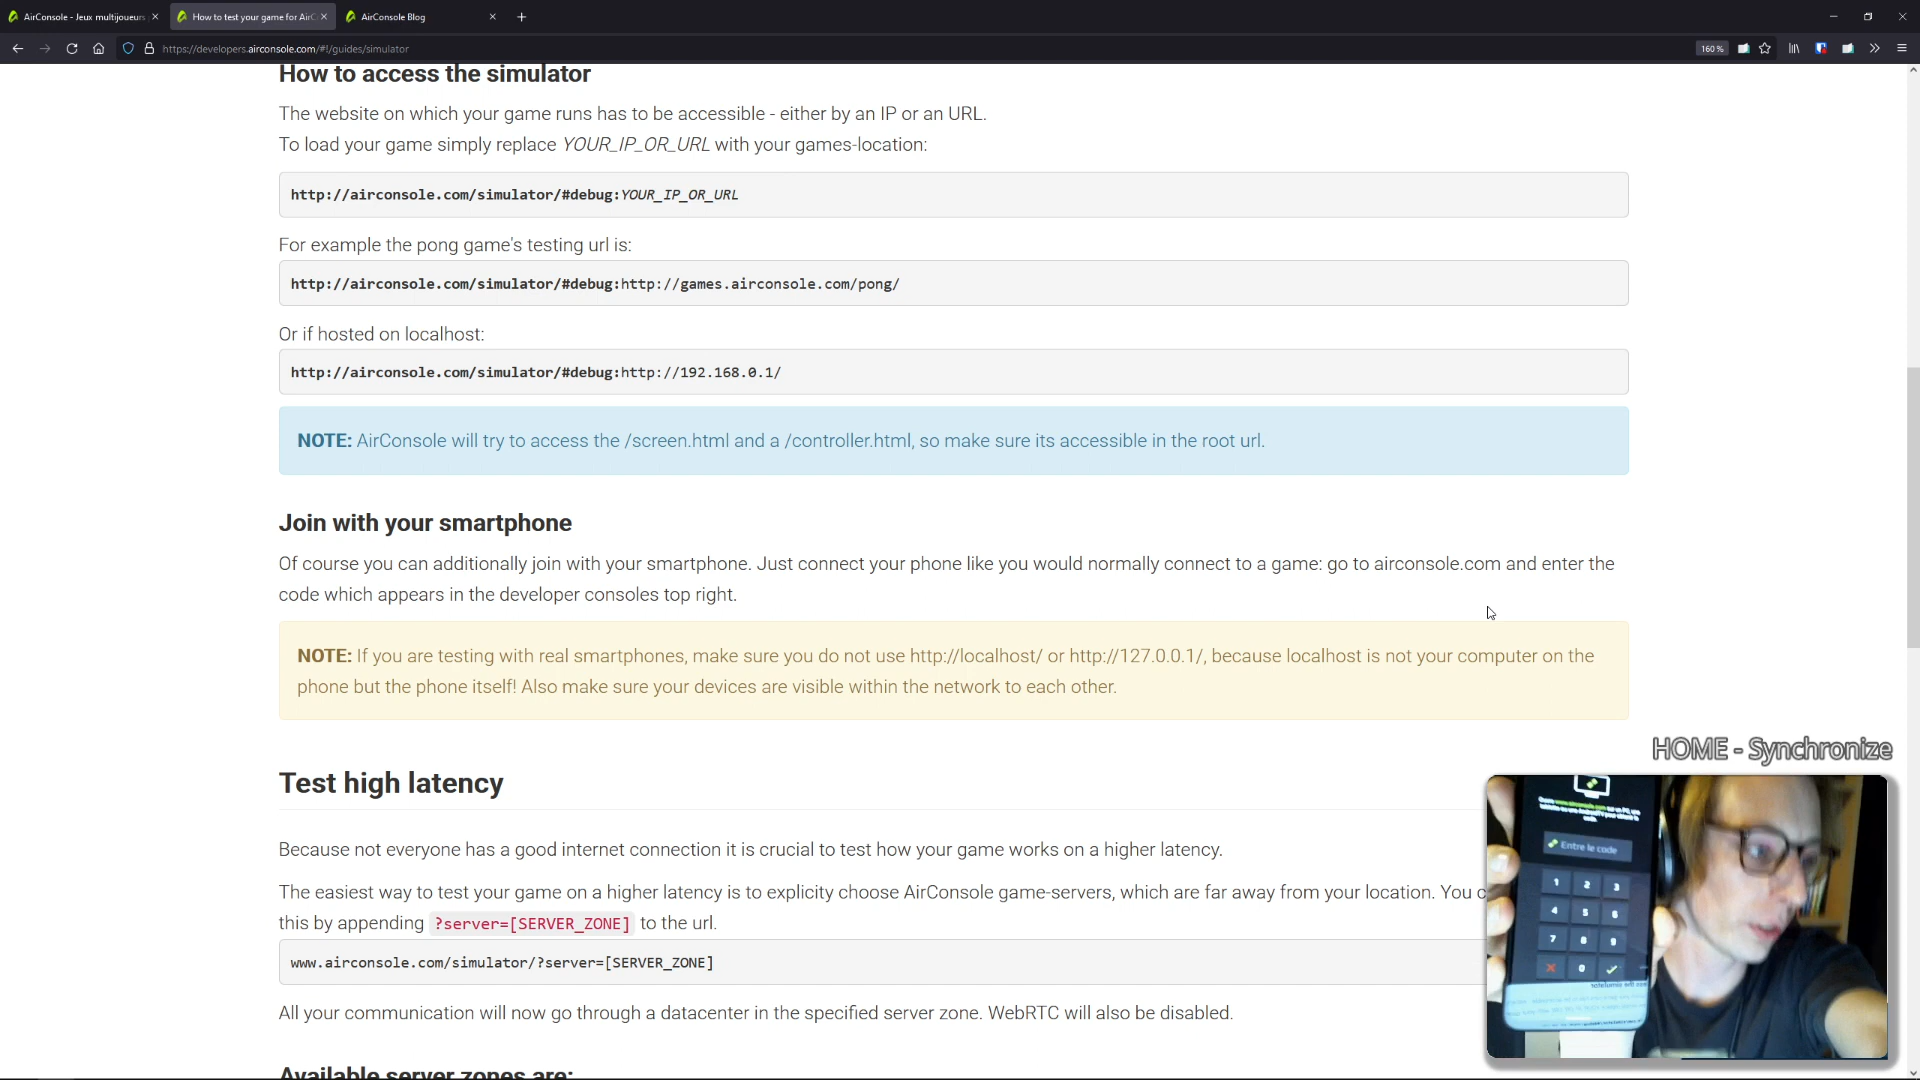 AirConsole - Jeux multijoueurs
How to test your game for AirC
AirConsole Blog
https://developers.airconsole.com/#!/guides/simulator
160 %
How to access the simulator
The website on which your game runs has to be accessible - either by an IP or an URL.
To load your game simply replace YOUR_IP_OR_URL with your games-location:
http://airconsole.com/simulator/#debug:YOUR_IP_OR_URL
For example the pong game's testing url is:
http://airconsole.com/simulator/#debug:http://games.airconsole.com/pong/
Or if hosted on localhost:
http://airconsole.com/simulator/#debug:http://192.168.0.1/
NOTE: AirConsole will try to access the /screen.html and a /controller.html, so make sure its accessible in the root url.
Join with your smartphone
Of course you can additionally join with your smartphone. Just connect your phone like you would normally connect to a game: go to airconsole.com and enter the
code which appears in the developer consoles top right.
NOTE: If you are testing with real smartphones, make sure you do not use http://localhost/ or http://127.0.0.1/, because localhost is not your computer on the
phone but the phone itself! Also make sure your devices are visible within the network to each other.
HOME - Synchronize
Test high latency
Because not everyone has a good internet connection it is crucial to test how your game works on a higher latency.
The easiest way to test your game on a higher latency is to explicity choose AirConsole game-servers, which are far away from your location. You c
this by appending ?server=[SERVER_ZONE] to the url.
www.airconsole.com/simulator/?server=[SERVER_ZONE]
All your communication will now go through a datacenter in the specified server zone. WebRTC will also be disabled.
Available server zones are:
Entre le code
1 2 3
4 5 6
7 8 9
0